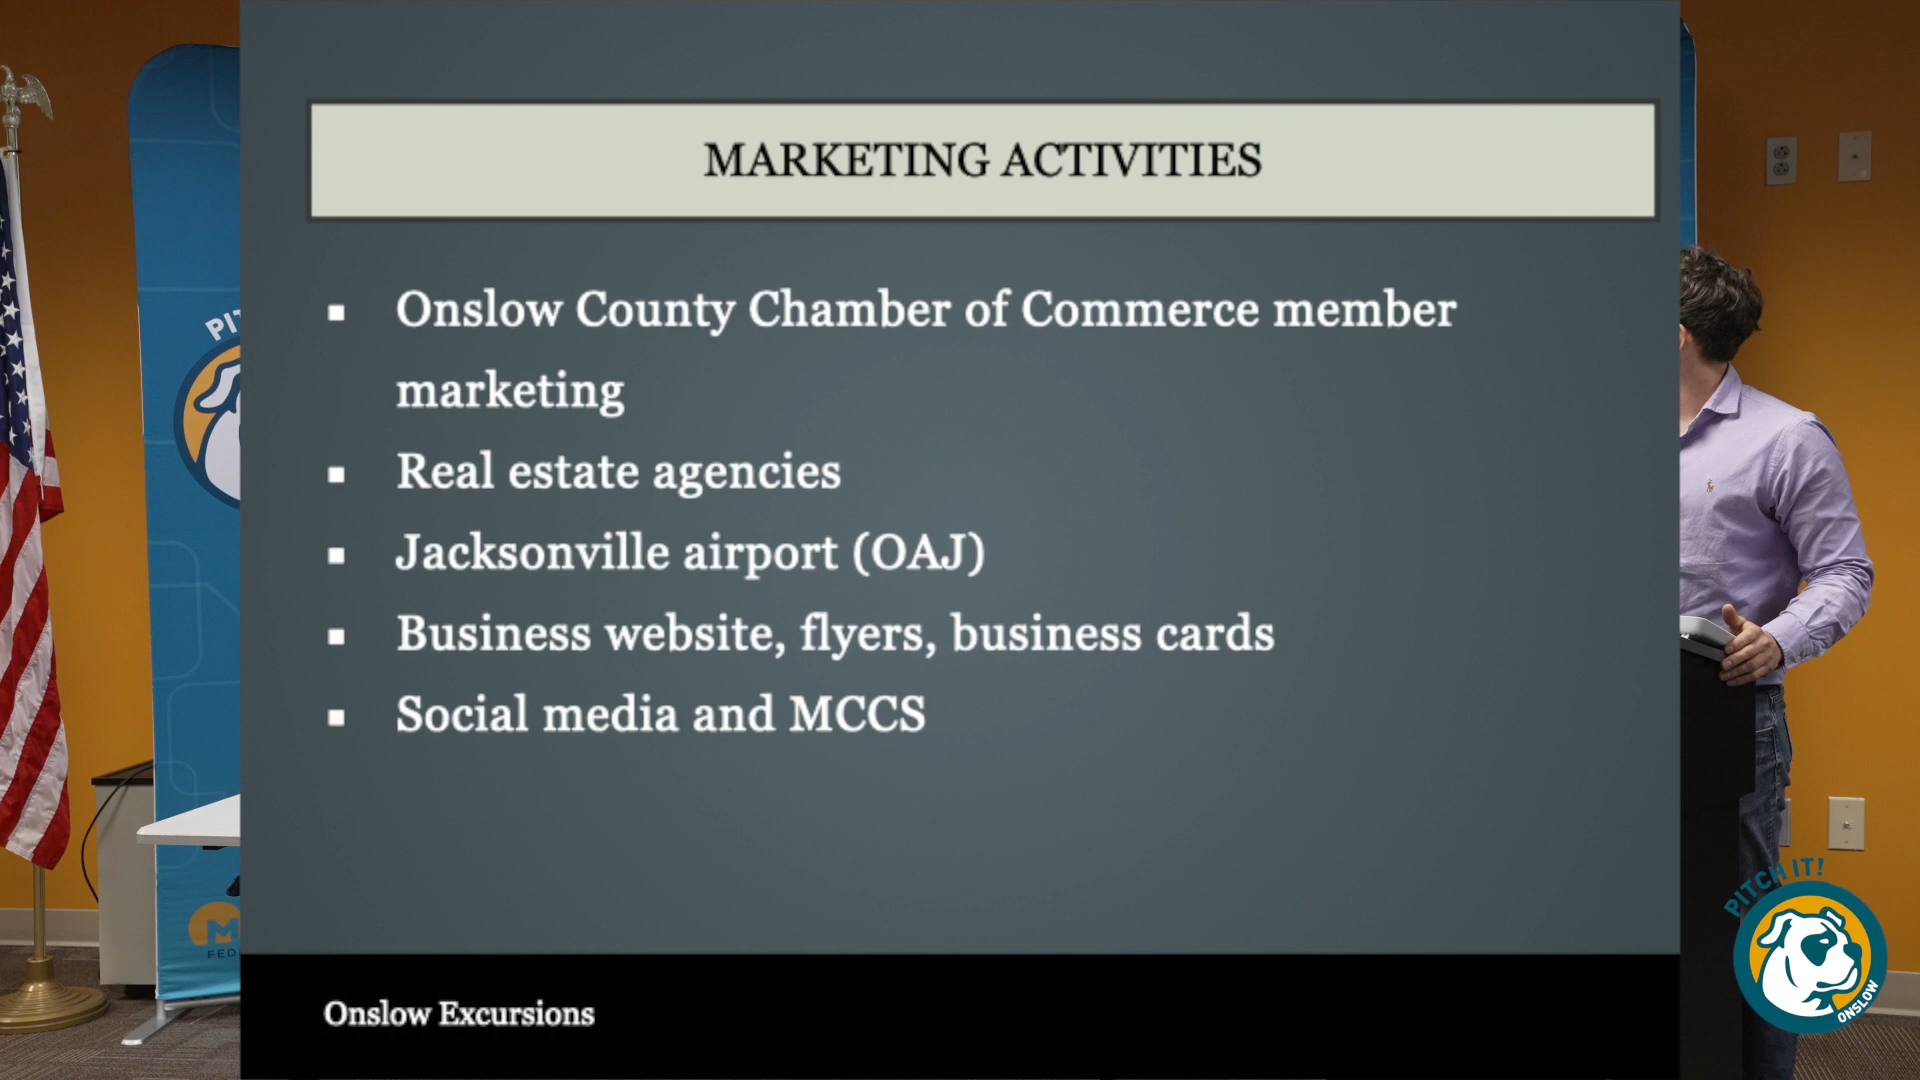 MARKETING ACTIVITIES
Onslow County Chamber of Commerce member
marketing
Real estate agencies
Jacksonville airport (OAJ)
Business website, flyers, business cards
Social media and MCCS
Onslow Excursions
PITCH IT!
ONSLOW